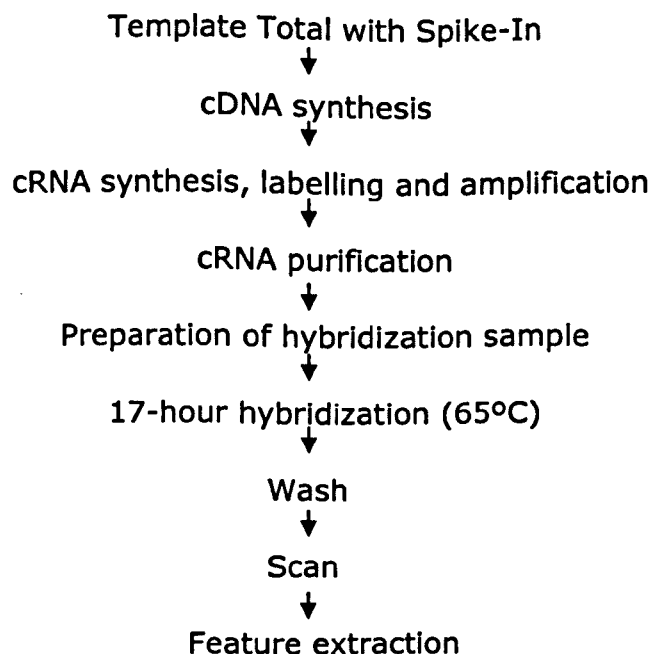 Template Total with Spike-In
cDNA synthesis
cRNA synthesis, labelling and amplification
cRNA purification
Preparation of hybridization sample
17-hour hybridization (65ºC)
Wash
Scan
Feature extraction